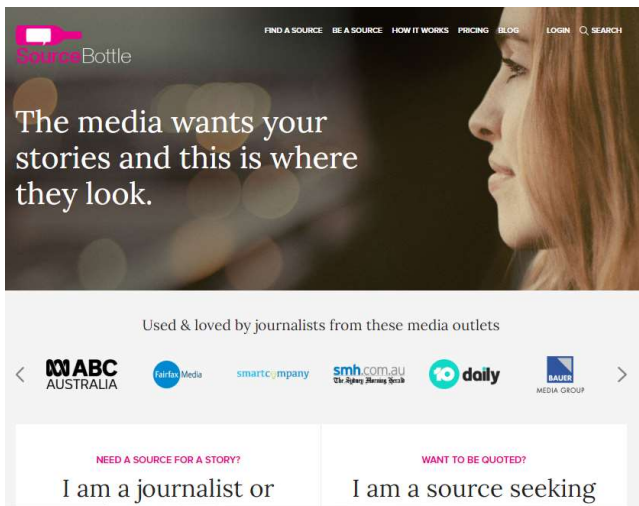 FIND A SOURCE BE A SOURCE HOW IT WORKS PRICING BLOG LOGIN SEARCH
SourceBottle
The media wants your
stories and this is where
they look.
Used & loved by journalists from these media outlets
ABC
AUSTRALIA
Fairfax Media
smartcompany
smh.com.au
The Sydney Morning Herald
10 daily
BAUER
MEDIA GROUP
NEED A SOURCE FOR A STORY?
I am a journalist or
WANT TO BE QUOTED?
I am a source seeking